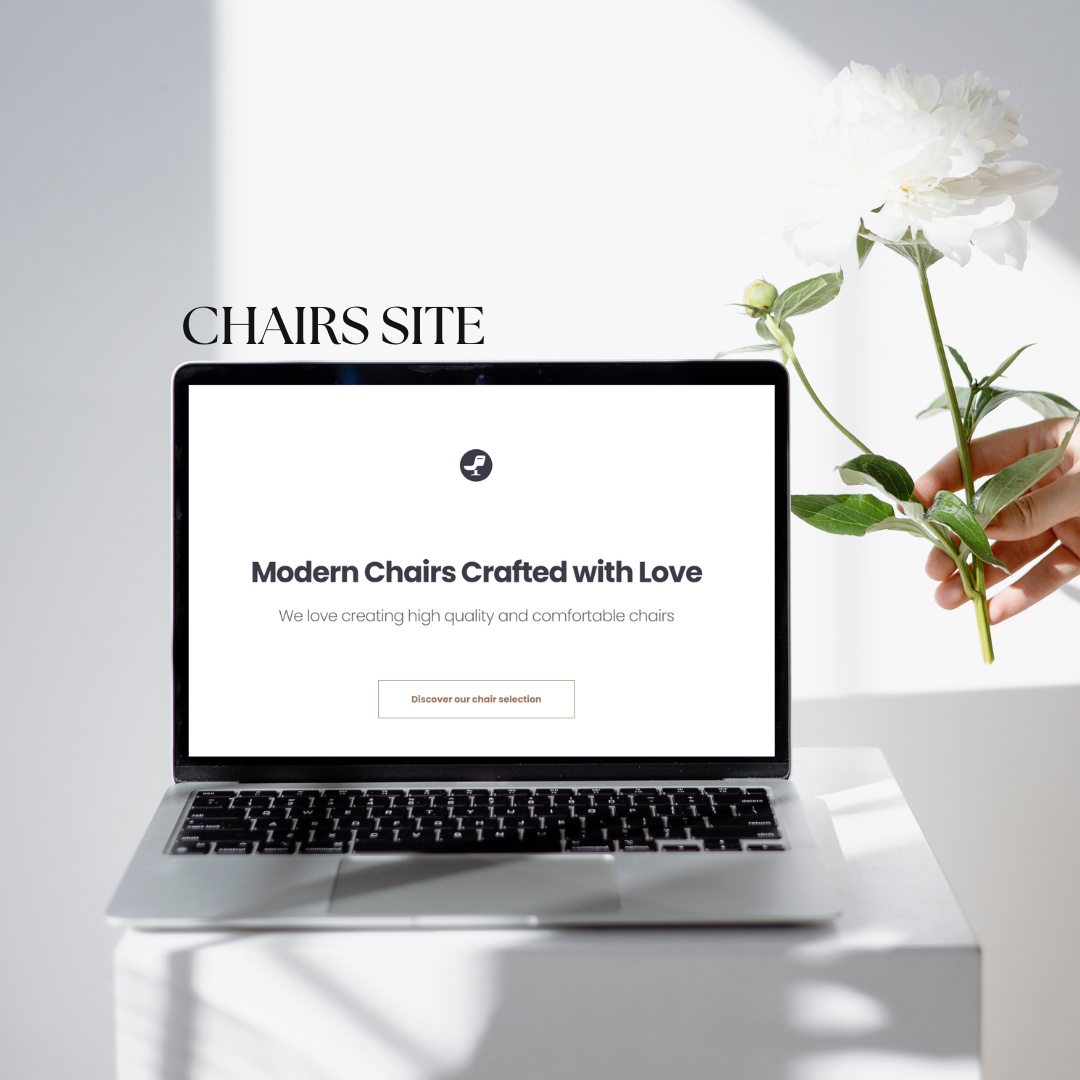 CHAIRS SITE
Modern Chairs Crafted with Love
We love creating high quality and comfortable chairs
Discover our chair selection